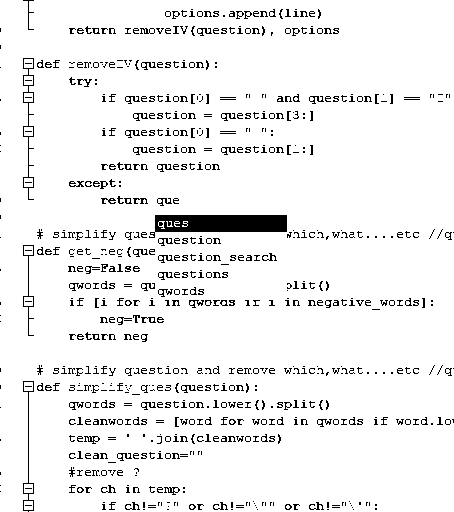 options.append(line)
return removeIV(question), options
def removeIV(question):
try:
if question[0] == " " and question[1] == "I"
question = question[3:]
if question[0] == " ":
question = question[1:]
return question
except:
return que
ques
# simplify ques which,what....etc //q
question
def get_neg(que
question_search
neg=False
questions
qwords = qu plit()
qwords
if [i for i in qwords if i in negative_words]:
neg=True
return neg
# simplify question and remove which,what....etc //q
def simplify_ques(question):
qwords = question.lower().split()
cleanwords = [word for word in qwords if word.low
temp = ' '.join(cleanwords)
clean_question=""
#remove ?
for ch in temp:
if ch!="?" or ch!="\"" or ch!="\'":